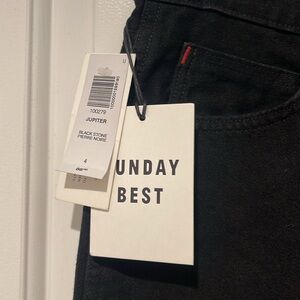 100279
JUPITER
BLACK STONE
PIERRE NOIRE
4
UNDAY
BEST